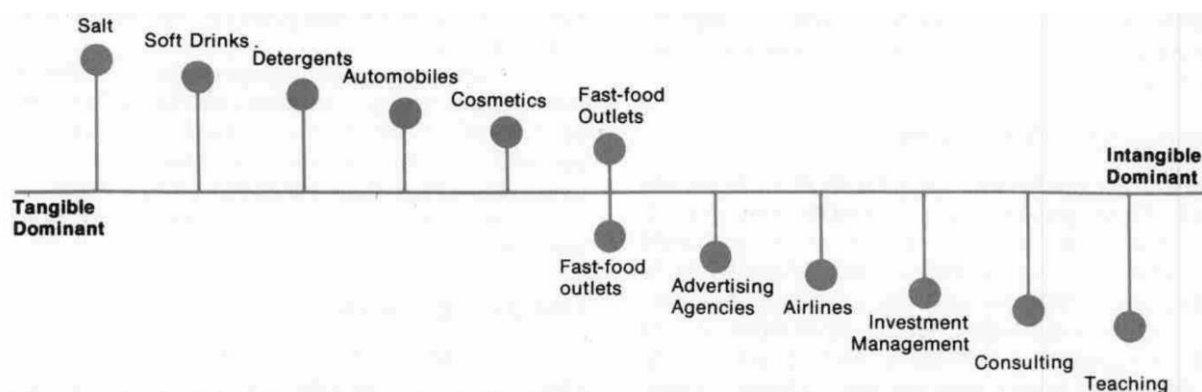 Salt
Soft Drinks
Detergents
Automobiles
Cosmetics
Fast-food
Outlets
Intangible
Dominant
Tangible
Dominant
Fast-food
outlets
Advertising
Agencies
Airlines
Investment
Management
Consulting
Teaching